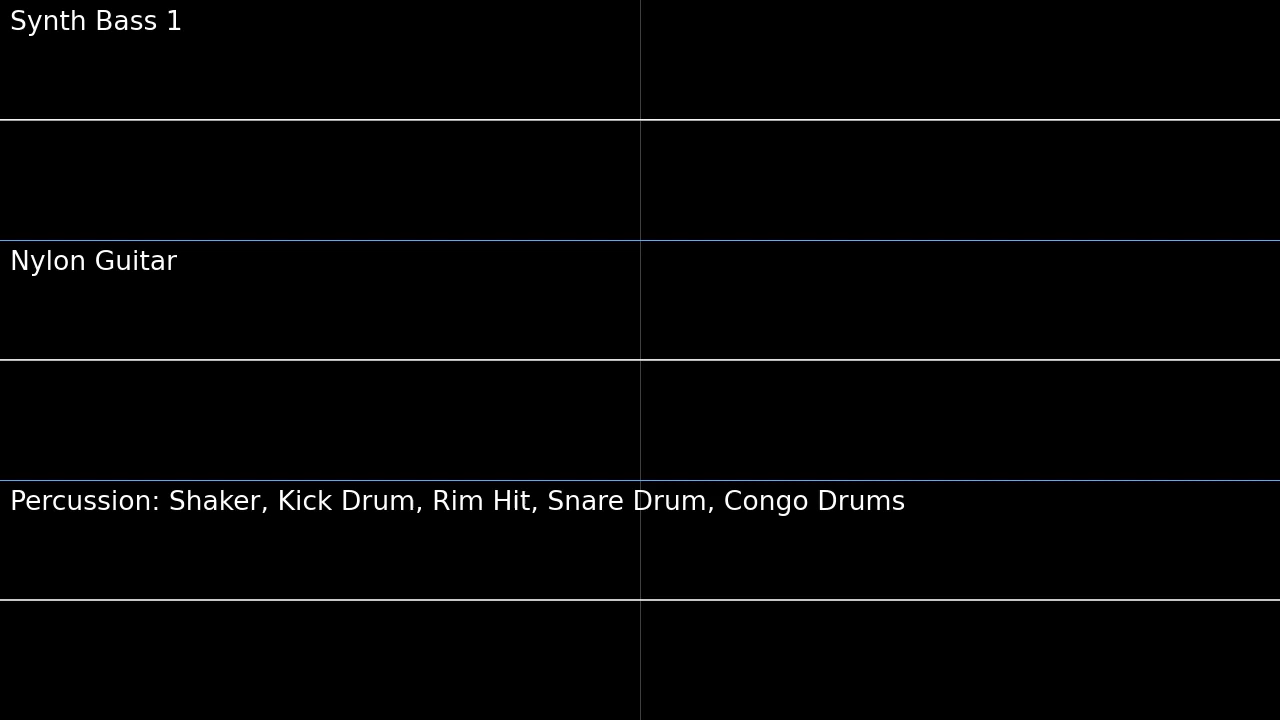 Synth Bass 1
Nylon Guitar
Percussion: Shaker, Kick Drum, Rim Hit, Snare Drum, Congo Drums